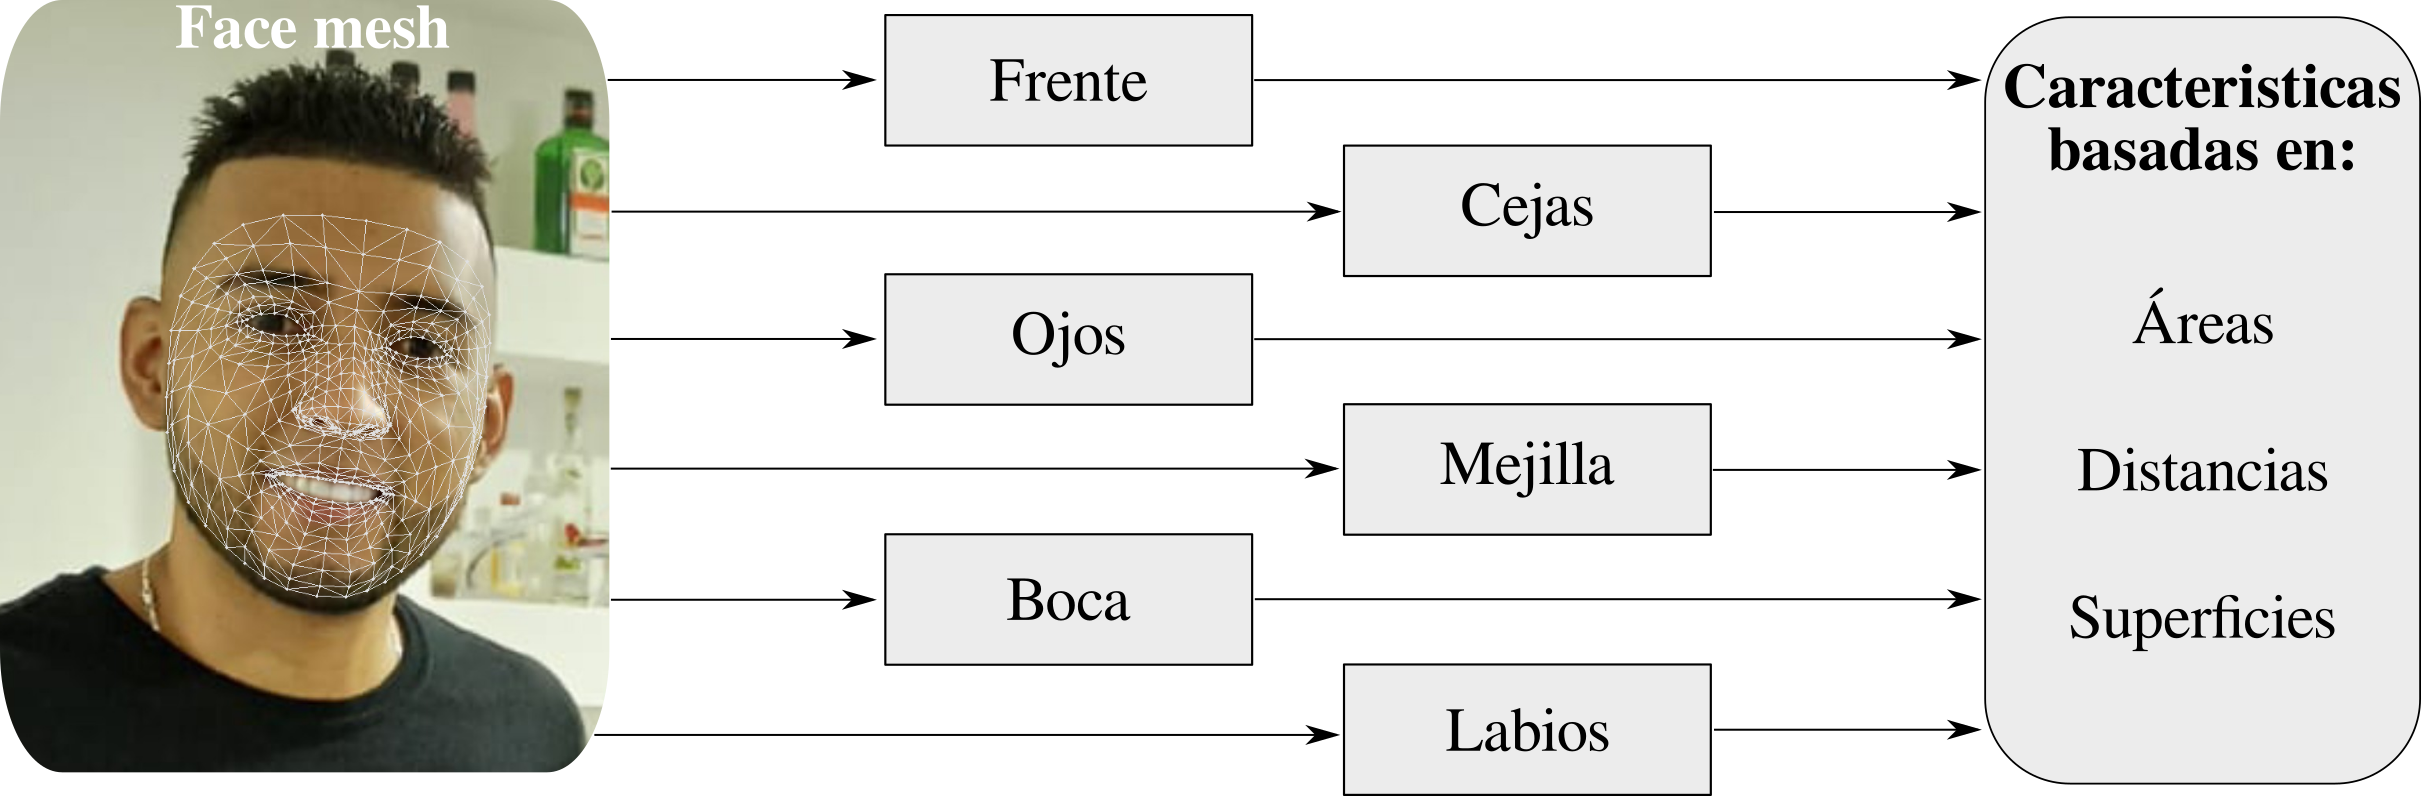 Face mesh
Frente
Cejas
Ojos
Mejilla
Boca
Labios
Caracteristicas
basadas en:
Áreas
Distancias
Superficies